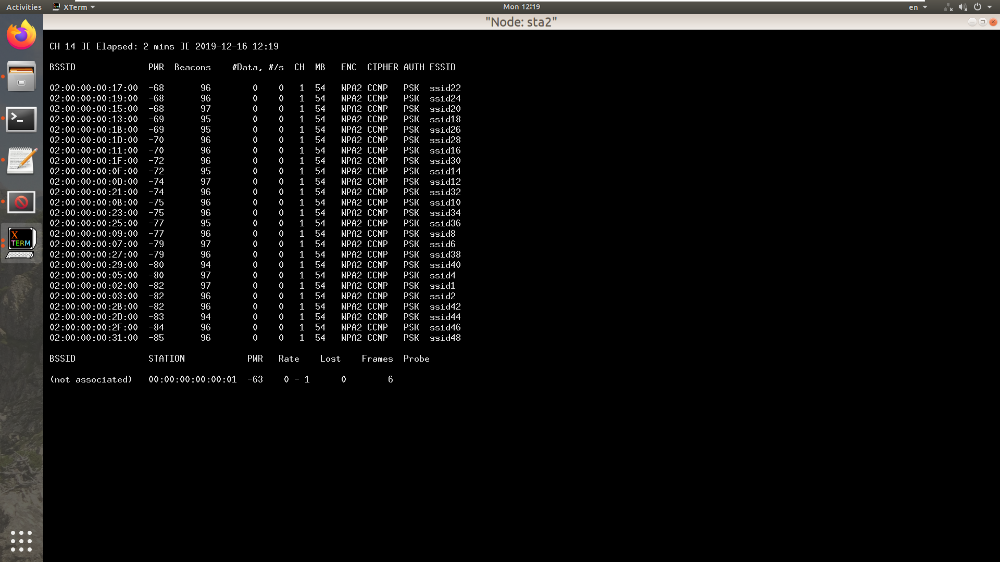 Activities XTerm Mon 12:19 en
"Node: sta2"
CH 14 ][ Elapsed: 2 mins ][ 2019-12-16 12:19
BSSID PWR Beacons #Data, #/s CH MB ENC CIPHER AUTH ESSID
02:00:00:00:17:00 -68 96 0 0 1 54 WPA2 CCMP PSK ssid22
02:00:00:00:19:00 -68 96 0 0 1 54 WPA2 CCMP PSK ssid24
02:00:00:00:15:00 -68 97 0 0 1 54 WPA2 CCMP PSK ssid20
02:00:00:00:13:00 -69 95 0 0 1 54 WPA2 CCMP PSK ssid18
02:00:00:00:1B:00 -69 95 0 0 1 54 WPA2 CCMP PSK ssid26
02:00:00:00:1D:00 -70 96 0 0 1 54 WPA2 CCMP PSK ssid28
02:00:00:00:11:00 -70 96 0 0 1 54 WPA2 CCMP PSK ssid16
02:00:00:00:1F:00 -72 96 0 0 1 54 WPA2 CCMP PSK ssid30
02:00:00:00:0F:00 -72 95 0 0 1 54 WPA2 CCMP PSK ssid14
02:00:00:00:0D:00 -74 97 0 0 1 54 WPA2 CCMP PSK ssid12
02:00:00:00:21:00 -74 96 0 0 1 54 WPA2 CCMP PSK ssid32
02:00:00:00:0B:00 -75 96 0 0 1 54 WPA2 CCMP PSK ssid10
02:00:00:00:23:00 -75 96 0 0 1 54 WPA2 CCMP PSK ssid34
02:00:00:00:25:00 -77 95 0 0 1 54 WPA2 CCMP PSK ssid36
02:00:00:00:09:00 -77 96 0 0 1 54 WPA2 CCMP PSK ssid8
02:00:00:00:07:00 -79 97 0 0 1 54 WPA2 CCMP PSK ssid6
02:00:00:00:27:00 -79 96 0 0 1 54 WPA2 CCMP PSK ssid38
02:00:00:00:29:00 -80 94 0 0 1 54 WPA2 CCMP PSK ssid40
02:00:00:00:05:00 -80 97 0 0 1 54 WPA2 CCMP PSK ssid4
02:00:00:00:02:00 -82 97 0 0 1 54 WPA2 CCMP PSK ssid1
02:00:00:00:03:00 -82 96 0 0 1 54 WPA2 CCMP PSK ssid2
02:00:00:00:2B:00 -82 96 0 0 1 54 WPA2 CCMP PSK ssid42
02:00:00:00:2D:00 -83 94 0 0 1 54 WPA2 CCMP PSK ssid44
02:00:00:00:2F:00 -84 96 0 0 1 54 WPA2 CCMP PSK ssid46
02:00:00:00:31:00 -85 96 0 0 1 54 WPA2 CCMP PSK ssid48
BSSID STATION PWR Rate Lost Frames Probe
(not associated) 00:00:00:00:00:01 -63 0 - 1 0 6
X
TERM